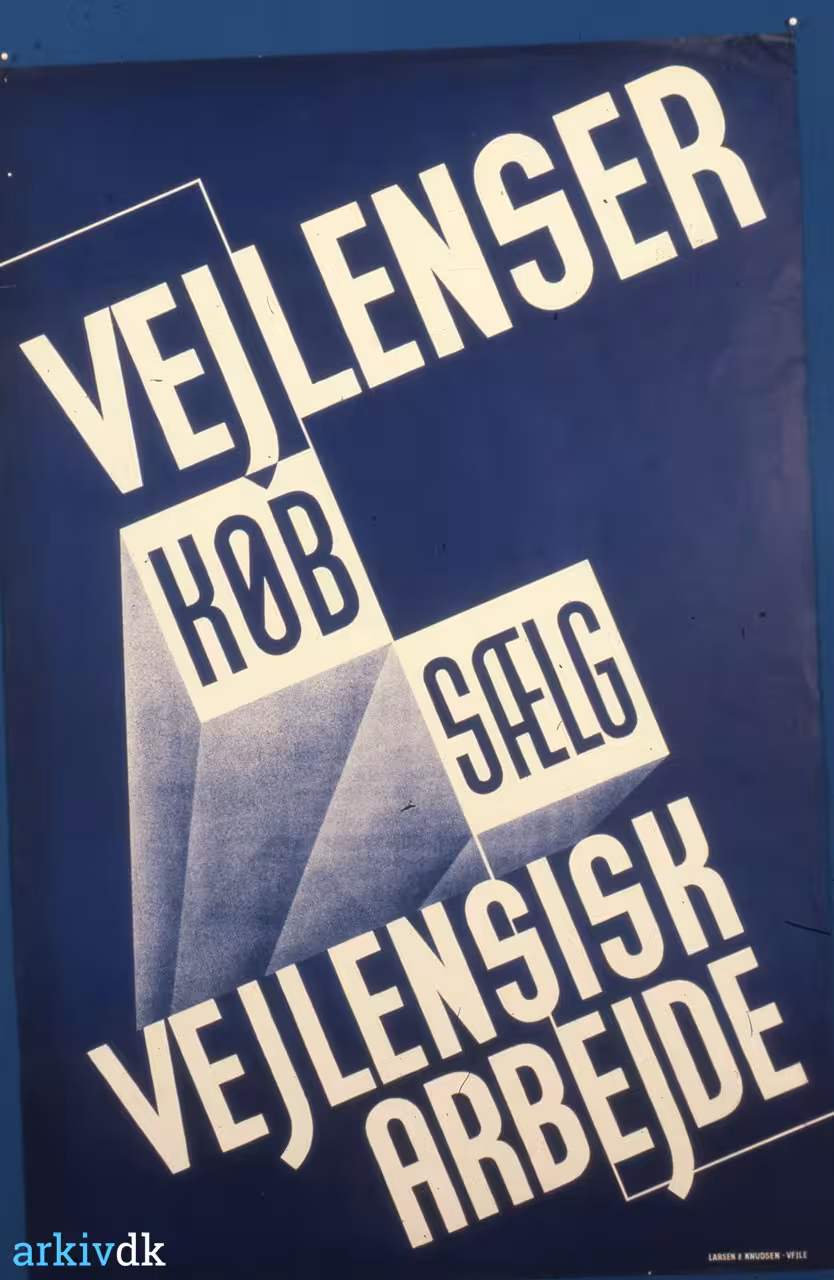 VEJLENSER
KØB
SÆLG
VEJLENSISK
ARBEJDE
LARSEN & KNUDSEN - VEJLE
arkivdk